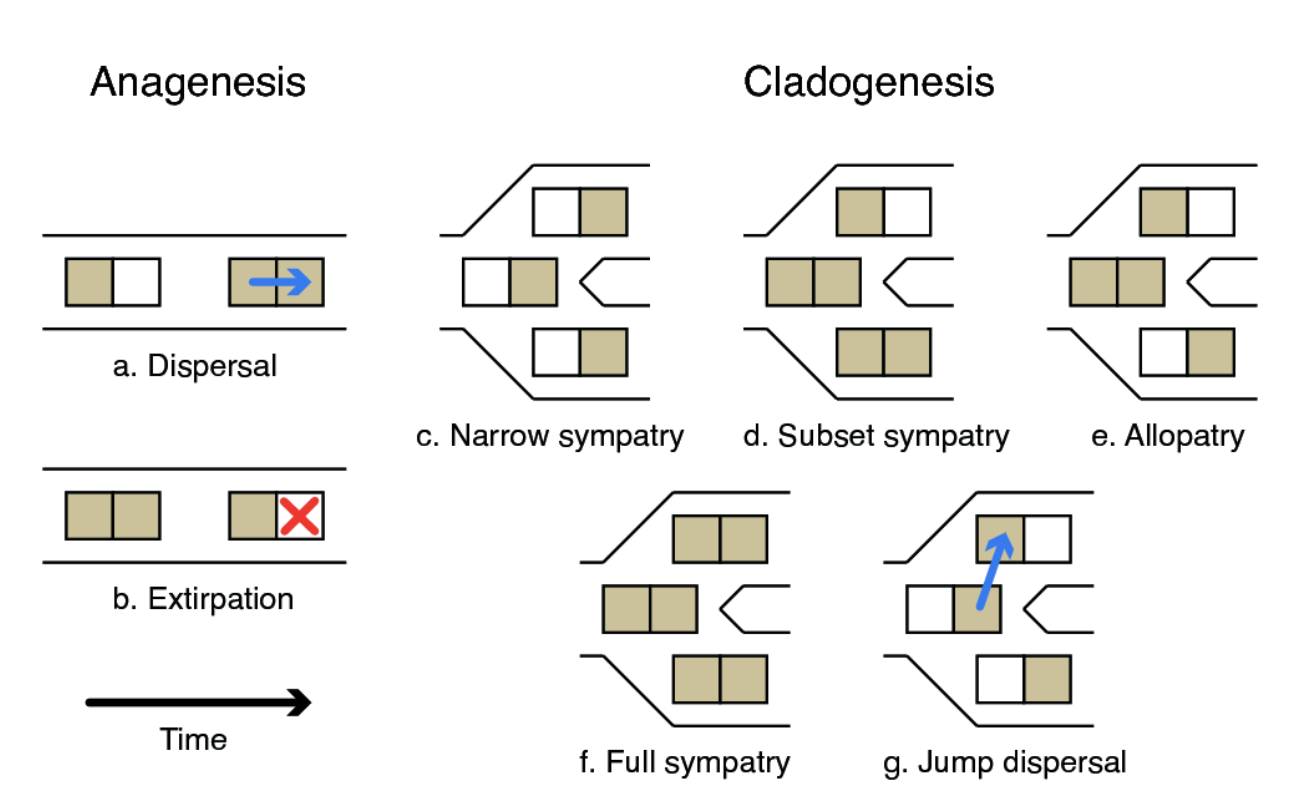 Anagenesis
Cladogenesis
a. Dispersal
b. Extirpation
Time
c. Narrow sympatry
d. Subset sympatry
e. Allopatry
f. Full sympatry
g. Jump dispersal